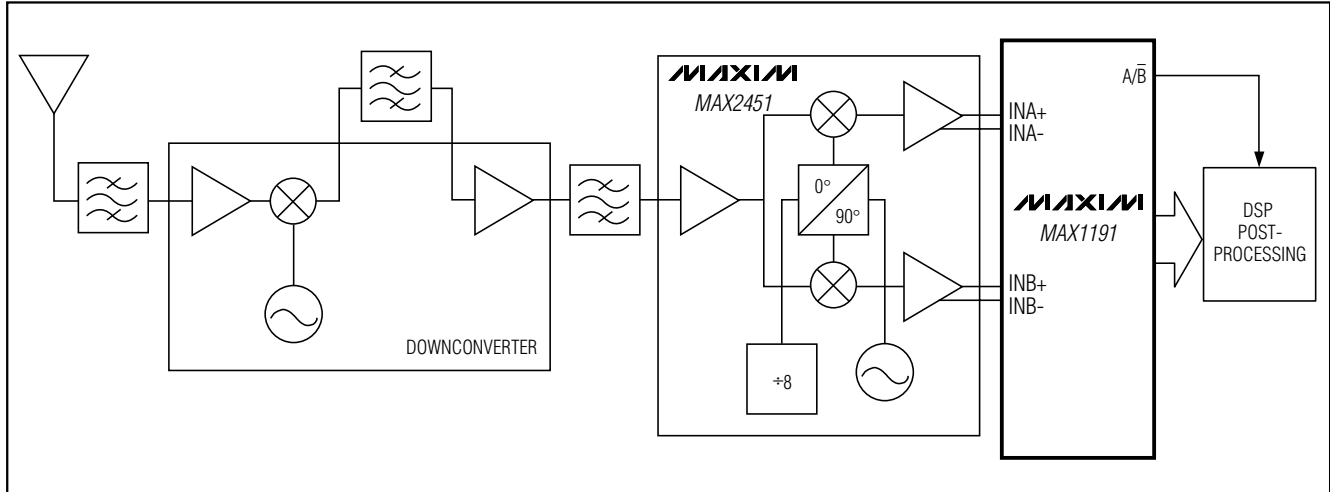 DOWNCONVERTER
MAXIM
MAX2451
0°
90°
÷8
A/B̅
INA+
INA-
MAXIM
MAX1191
INB+
INB-
DSP
POST-
PROCESSING